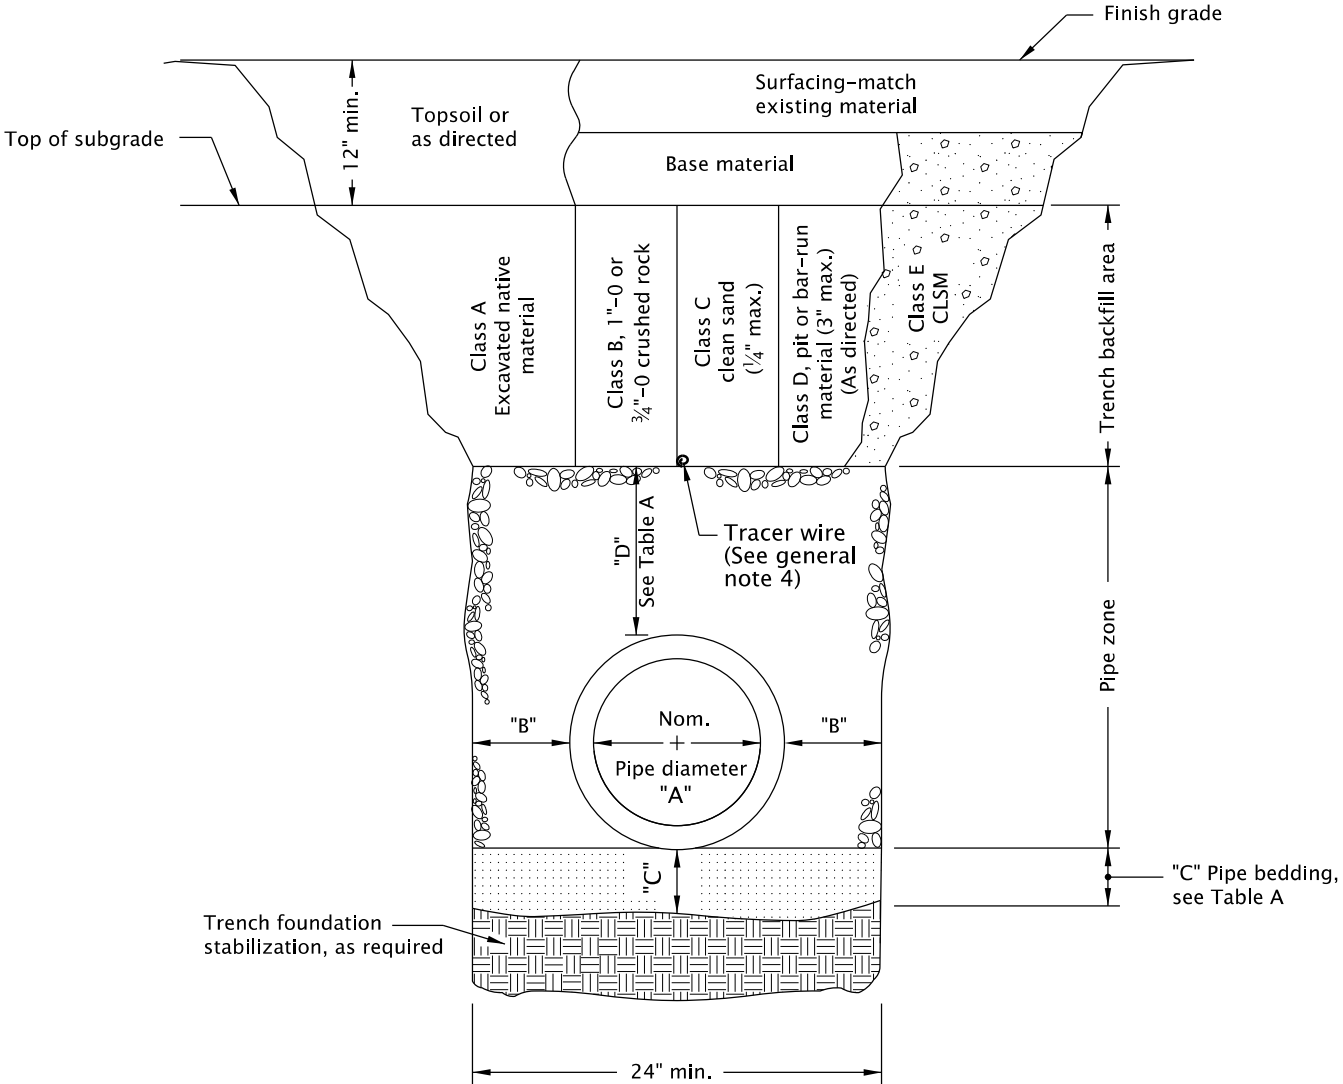 Finish grade
Surfacing-match
existing material
Topsoil or
as directed
12" min.
Top of subgrade
Base material
Class A
Excavated native
material
Class B, 1"-0 or
¾"-0 crushed rock
Class C
clean sand
(¼" max.)
Class D, pit or bar-run
material (3" max.)
(As directed)
Class E
CLSM
Trench backfill area
"D"
See Table A
Tracer wire
(See general
note 4)
Pipe zone
"B"
Nom.
"B"
Pipe diameter
"A"
"C"
"C" Pipe bedding,
see Table A
Trench foundation
stabilization, as required
24" min.